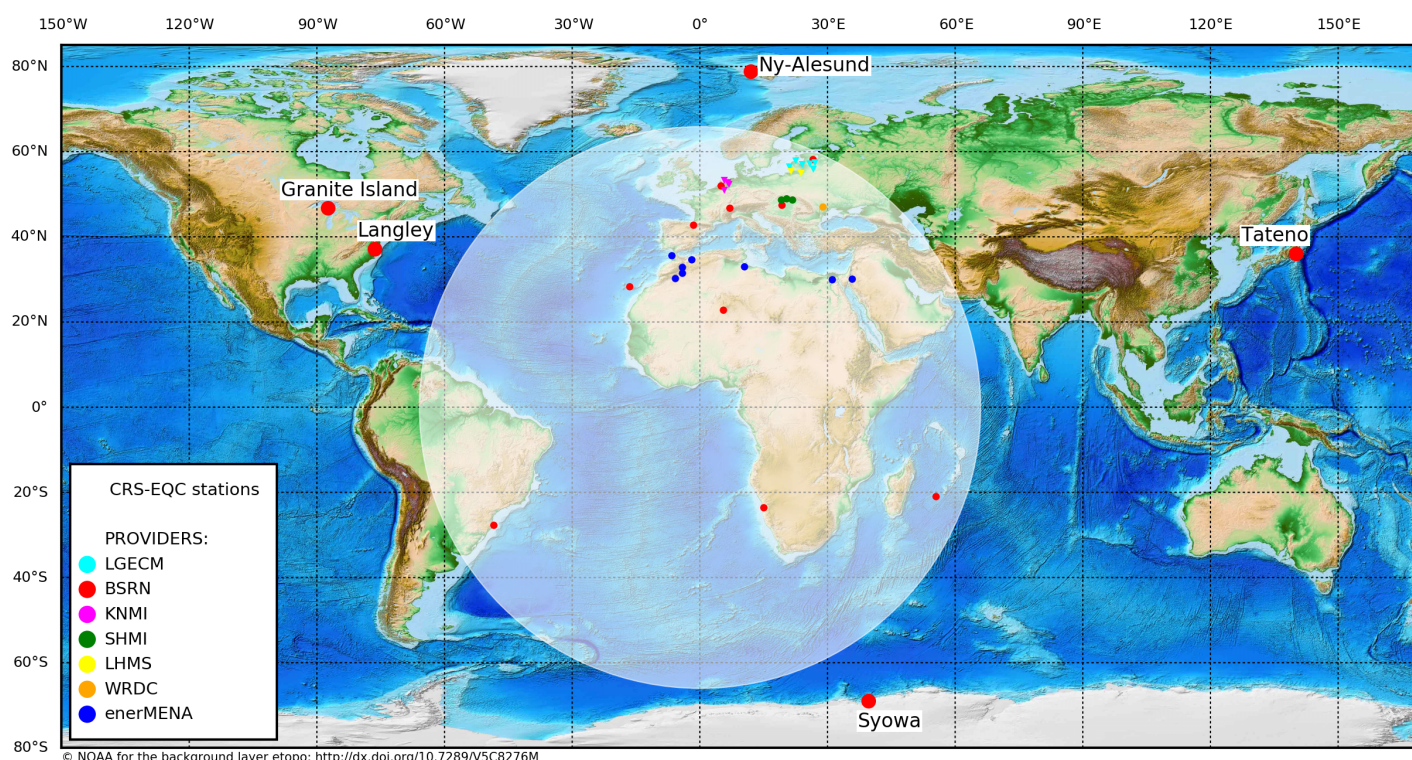 150°W 120°W 90°W 60°W 30°W 0° 30°E 60°E 90°E 120°E 150°E
80°N
60°N
40°N
20°N
0°
20°S
40°S
60°S
80°S
Ny-Alesund
Granite Island
Langley
Tateno
Syowa
CRS-EQC stations
PROVIDERS:
LGECM
BSRN
KNMI
SHMI
LHMS
WRDC
enerMENA
© NOAA for the background layer etopo: http://dx.doi.org/10.7289/V5C8276M